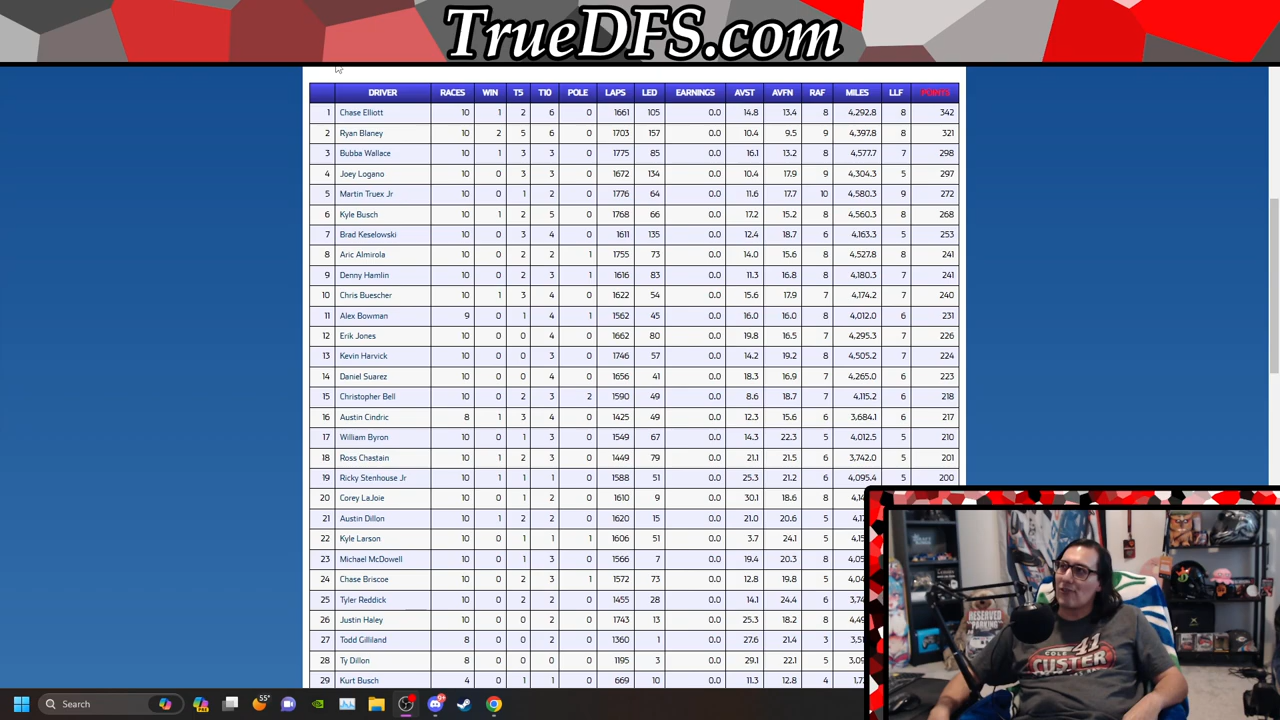 TrueDFS.com
DRIVER RACES WIN T5 T10 POLE LAPS LED EARNINGS AVST AVFN RAF MILES LLF POINTS
1 Chase Elliott 10 1 2 6 0 1661 105 0.0 14.8 13.4 8 4,292.8 8 342
2 Ryan Blaney 10 2 5 6 0 1703 157 0.0 10.4 9.5 9 4,397.8 8 321
3 Bubba Wallace 10 1 3 3 0 1775 85 0.0 16.1 13.2 8 4,577.7 7 298
4 Joey Logano 10 0 3 3 0 1672 134 0.0 10.4 17.9 9 4,304.3 5 297
5 Martin Truex Jr 10 0 1 2 0 1776 64 0.0 11.6 17.7 10 4,580.3 9 272
6 Kyle Busch 10 1 2 5 0 1768 66 0.0 17.2 15.2 8 4,560.3 8 268
7 Brad Keselowski 10 0 3 4 0 1611 135 0.0 12.4 18.7 6 4,163.3 5 253
8 Aric Almirola 10 0 2 2 1 1755 73 0.0 14.0 15.6 8 4,527.8 8 241
9 Denny Hamlin 10 0 2 3 1 1616 83 0.0 11.3 16.8 8 4,180.3 7 241
10 Chris Buescher 10 1 3 4 0 1622 54 0.0 15.6 17.9 7 4,174.2 7 240
11 Alex Bowman 9 0 1 4 1 1562 45 0.0 16.0 16.0 8 4,012.0 6 231
12 Erik Jones 10 0 0 4 0 1662 80 0.0 19.8 16.5 7 4,295.3 7 226
13 Kevin Harvick 10 0 0 3 0 1746 57 0.0 14.2 19.2 8 4,505.2 7 224
14 Daniel Suarez 10 0 0 4 0 1656 41 0.0 18.3 16.9 7 4,265.0 6 223
15 Christopher Bell 10 0 2 3 2 1590 49 0.0 8.6 18.7 7 4,115.2 6 218
16 Austin Cindric 8 1 3 4 0 1425 49 0.0 12.3 15.6 6 3,684.1 6 217
17 William Byron 10 0 1 3 0 1549 67 0.0 14.3 22.3 5 4,012.5 5 210
18 Ross Chastain 10 1 2 3 0 1449 79 0.0 21.1 21.5 6 3,742.0 5 201
19 Ricky Stenhouse Jr 10 1 1 1 0 1588 51 0.0 25.3 21.2 6 4,095.4 5 200
20 Corey LaJoie 10 0 1 2 0 1610 9 0.0 30.1 18.6 8
21 Austin Dillon 10 1 2 2 0 1620 15 0.0 21.0 20.6 5
22 Kyle Larson 10 0 1 1 1 1606 51 0.0 3.7 24.1 5
23 Michael McDowell 10 0 1 3 0 1566 7 0.0 19.4 20.3 8
24 Chase Briscoe 10 0 2 3 1 1572 73 0.0 12.8 19.8 5
25 Tyler Reddick 10 0 2 2 0 1455 28 0.0 14.1 24.4 6
26 Justin Haley 10 0 0 2 0 1743 13 0.0 25.3 18.2 8
27 Todd Gilliland 8 0 0 2 0 1360 1 0.0 27.6 21.4 3
28 Ty Dillon 8 0 0 0 0 1195 3 0.0 29.1 22.1 5
29 Kurt Busch 4 0 1 1 0 669 10 0.0 11.3 12.8 4
RESERVED
PARKING
COLE 41
CUSTER
Search
55°